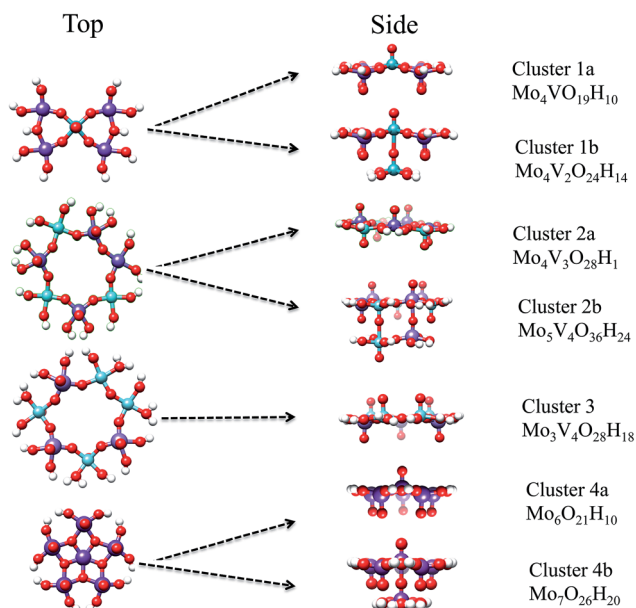 Top
Side
Cluster 1a
Mo₄VO₁₉H₁₀
Cluster 1b
Mo₄V₂O₂₄H₁₄
Cluster 2a
Mo₄V₃O₂₈H₁
Cluster 2b
Mo₅V₄O₃₆H₂₄
Cluster 3
Mo₃V₄O₂₈H₁₈
Cluster 4a
Mo₆O₂₁H₁₀
Cluster 4b
Mo₇O₂₆H₂₀